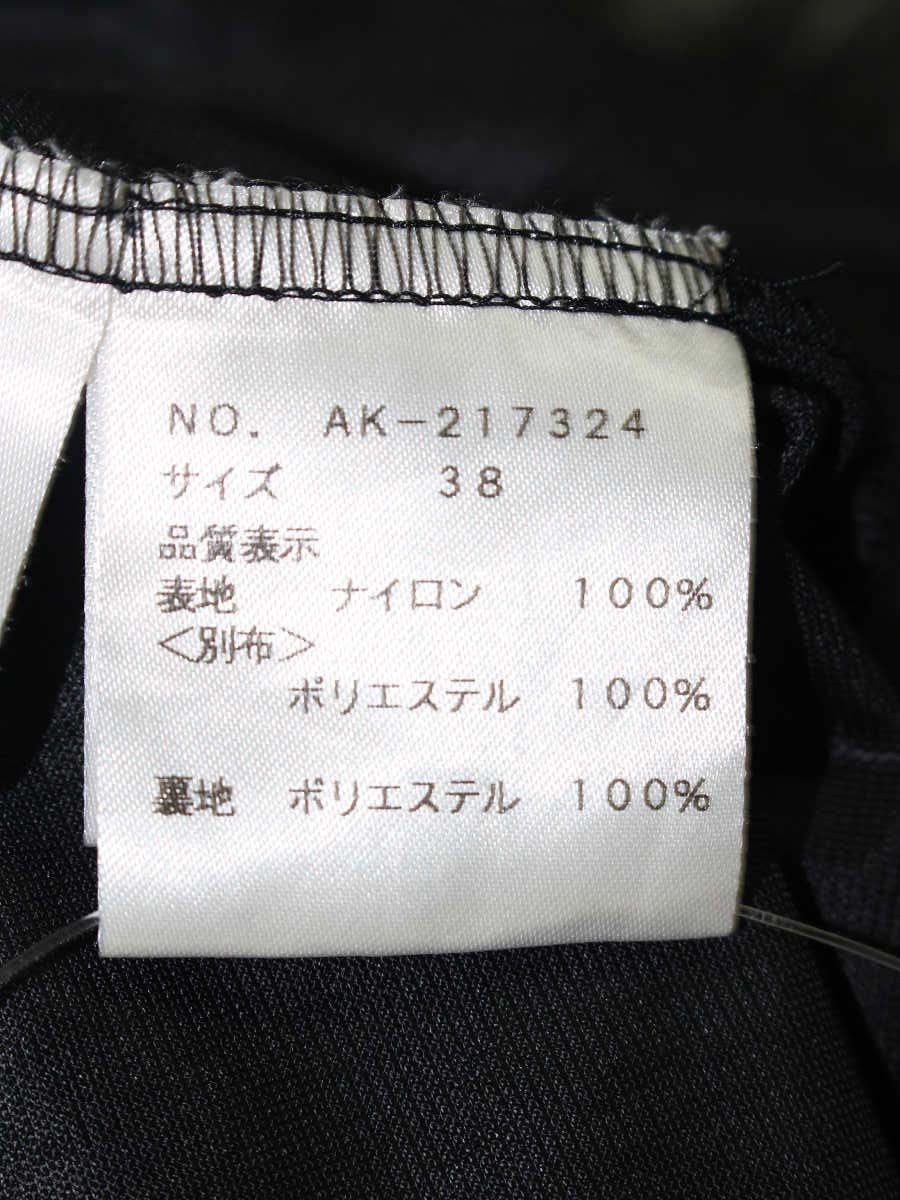 NO. AK-217324
サイズ 38
品質表示
表地 ナイロン 100%
<別布>
ポリエステル 100%
裏地 ポリエステル 100%